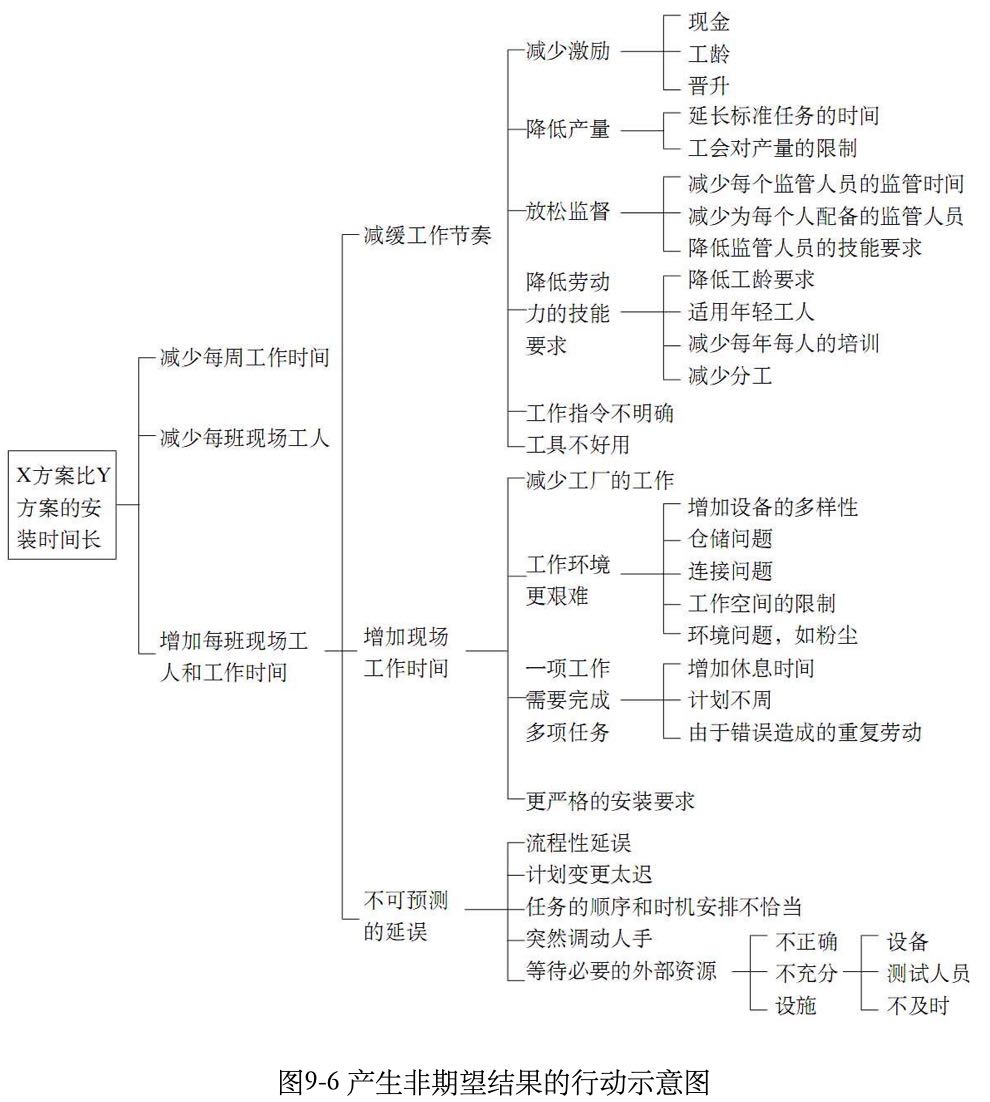 现金
减少激励
工龄
晋升
延长标准任务的时间
降低产量
工会对产量的限制
减少每个监管人员的监管时间
放松监督
减少为每个人配备的监管人员
减缓工作节奏
降低监管人员的技能要求
降低劳动
力的技能
要求
降低工龄要求
适用年轻工人
减少每年每人的培训
减少分工
减少每周工作时间
工作指令不明确
减少每班现场工人
工具不好用
X方案比Y
方案的安
装时间长
减少工厂的工作
增加设备的多样性
仓储问题
工作环境
更艰难
连接问题
工作空间的限制
环境问题，如粉尘
增加每班现场工
人和工作时间
增加现场
工作时间
一项工作
需要完成
多项任务
增加休息时间
计划不周
由于错误造成的重复劳动
更严格的安装要求
流程性延误
计划变更太迟
不可预测
的延误
任务的顺序和时机安排不恰当
突然调动人手
等待必要的外部资源
不正确
不充分
设施
设备
测试人员
不及时
图9-6 产生非期望结果的行动示意图